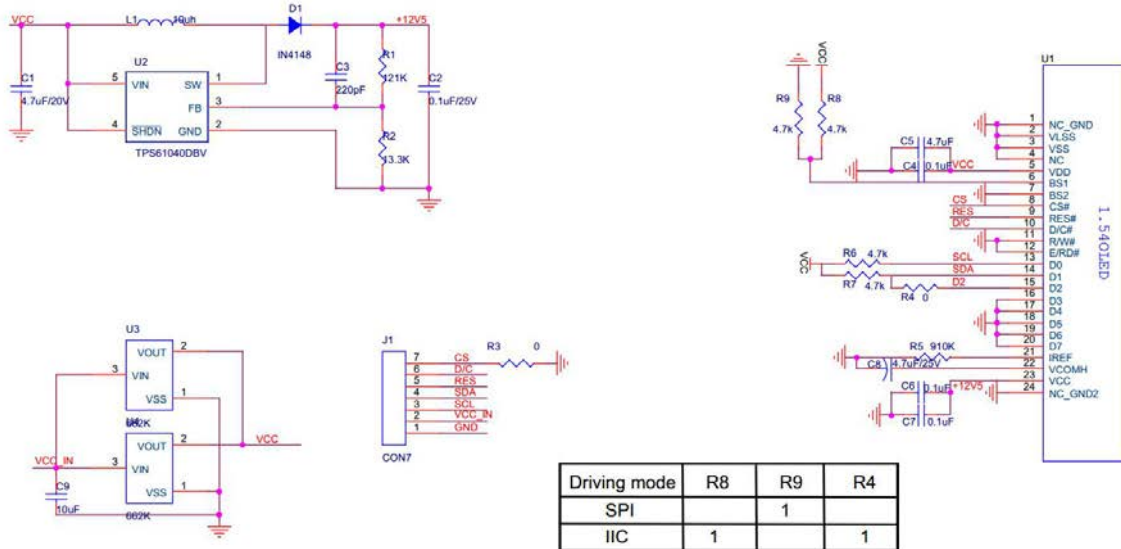 VCC
L1
10uh
D1
+12V5
IN4148
C1
4.7uF/20V
U2
5 VIN SW 1
FB 3
4 SHDN GND 2
TPS61040DBV
C3
220pF
R1
121K
R2
13.3K
C2
0.1uF/25V
U3
VOUT 2
3 VIN
VSS 1
662K
VOUT 2
VCC
VCC_IN
3 VIN
VSS 1
662K
C9
10uF
J1
7 CS
6 D/C
5 RES
4 SDA
3 SCL
2 VCC_IN
1 GND
CON7
R3 0
VCC
R9
4.7k
R8
4.7k
C5 4.7uF
C4 0.1uF
VCC
CS
RES
D/C
VCC
R6 4.7k
SCL
R7 4.7k
SDA
R4 0
D2
R5 910K
C8 4.7uF/25V
C6 0.1uF
+12V5
C7 0.1uF
U1
1 NC_GND
2 VLSS
3 VSS
4 NC
5 VDD
6 BS1
7 BS2
8 CS#
9 RES#
10 D/C#
11 R/W#
12 E/RD#
13 D0
14 D1
15 D2
16 D3
17 D4
18 D5
19 D6
20 D7
21 IREF
22 VCOMH
23 VCC
24 NC_GND2
1.54OLED
Driving mode R8 R9 R4
SPI 1
IIC 1 1